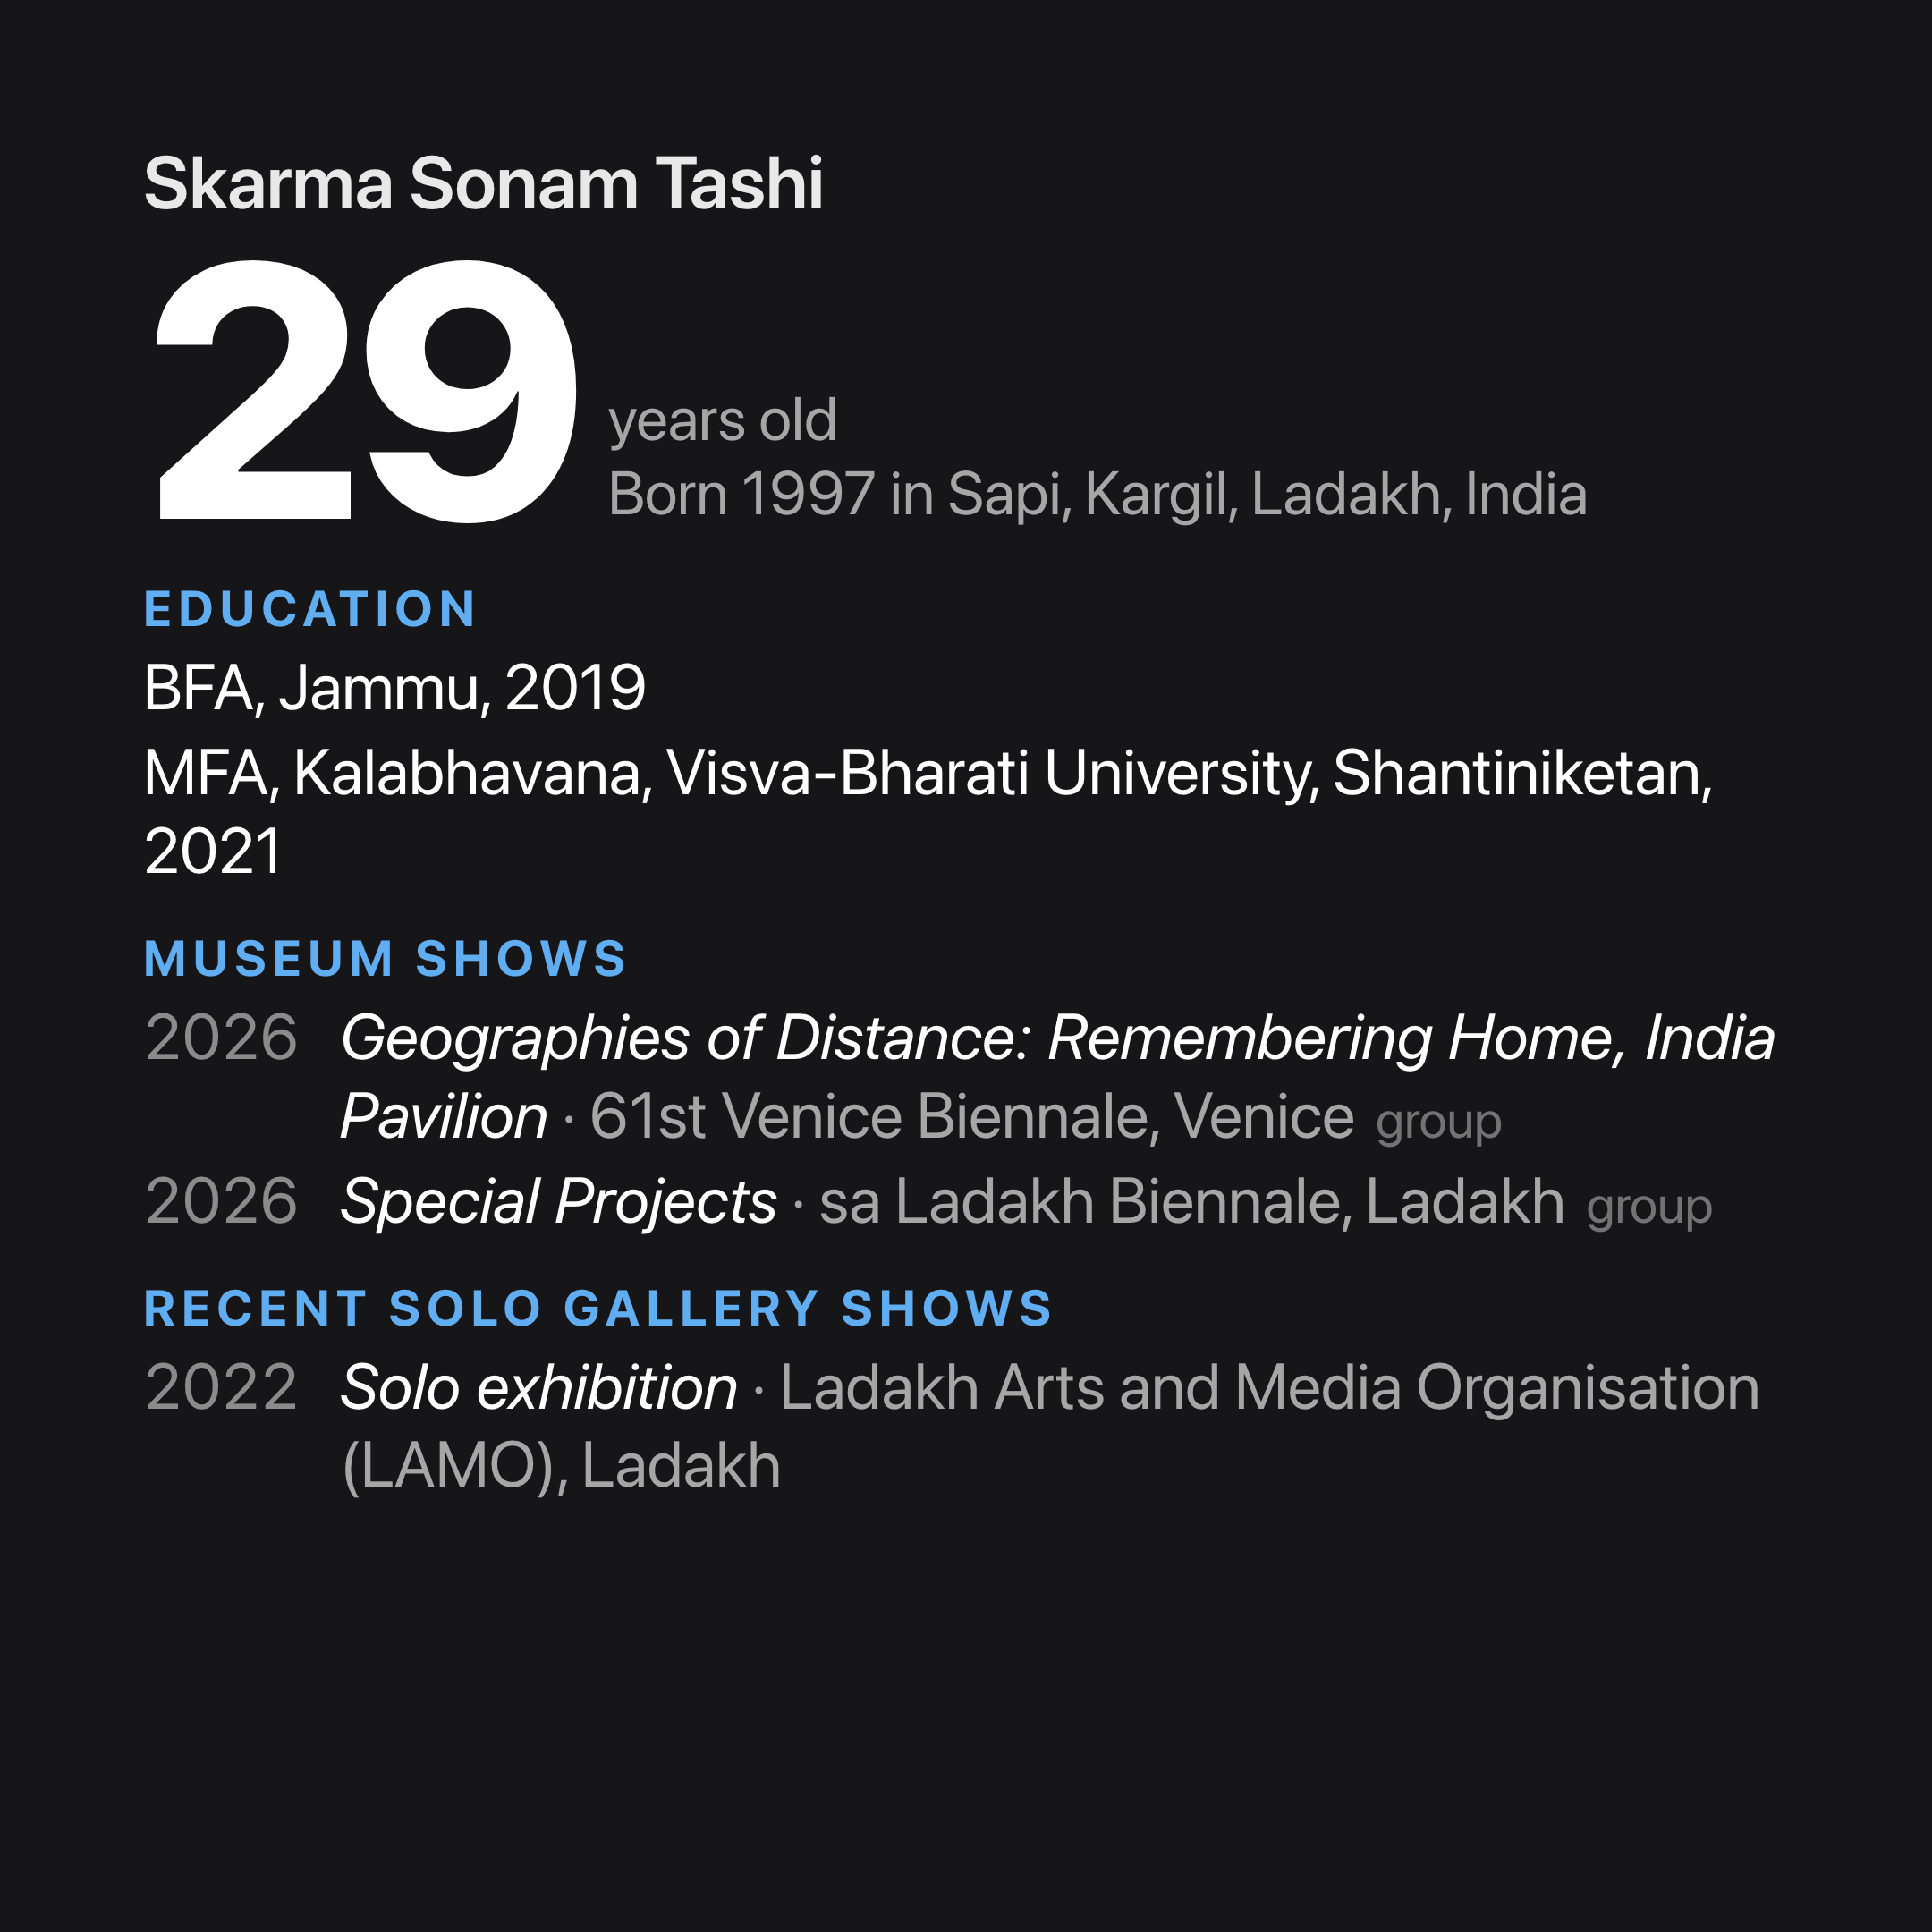 Skarma Sonam Tashi
29
years old
Born 1997 in Sapi, Kargil, Ladakh, India
EDUCATION
BFA, Jammu, 2019
MFA, Kalabhavana, Visva-Bharati University, Shantiniketan,
2021
MUSEUM SHOWS
2026 Geographies of Distance: Remembering Home, India
Pavilion · 61st Venice Biennale, Venice group
2026 Special Projects · sa Ladakh Biennale, Ladakh group
RECENT SOLO GALLERY SHOWS
2022 Solo exhibition · Ladakh Arts and Media Organisation
(LAMO), Ladakh